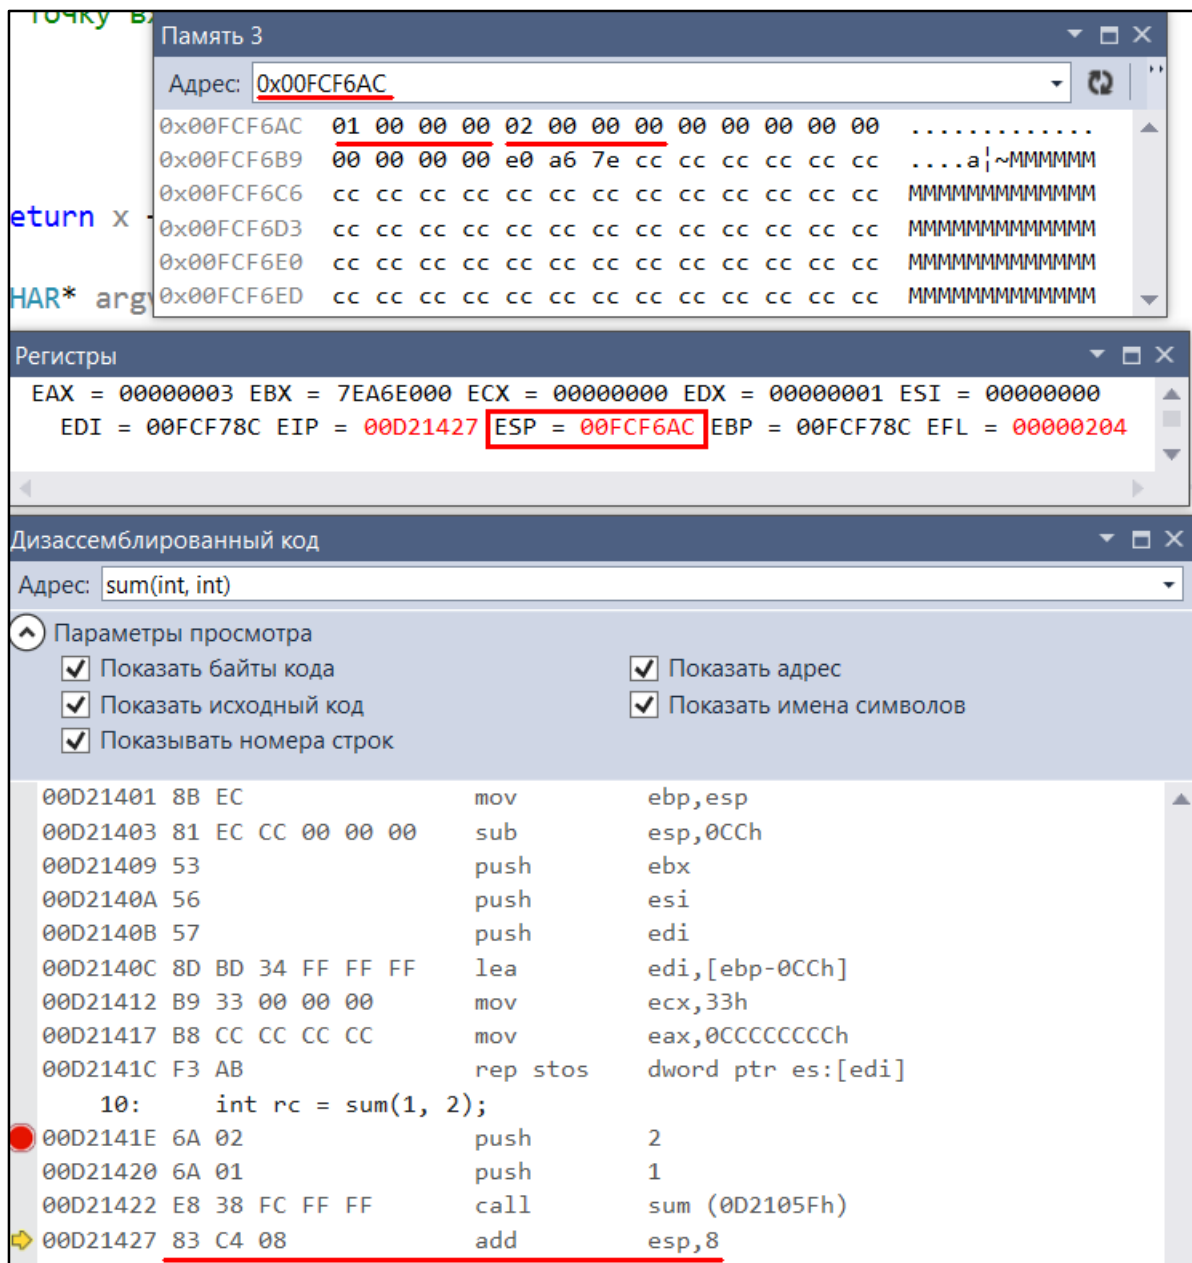 точку в
Память 3
Адрес: 0x00FCF6AC
0x00FCF6AC 01 00 00 00 02 00 00 00 00 00 00 00 00 .............
0x00FCF6B9 00 00 00 00 e0 a6 7e cc cc cc cc cc cc ....а¦~MMMMMM
0x00FCF6C6 cc cc cc cc cc cc cc cc cc cc cc cc cc MMMMMMMMMMMMM
eturn x -
0x00FCF6D3 cc cc cc cc cc cc cc cc cc cc cc cc cc MMMMMMMMMMMMM
0x00FCF6E0 cc cc cc cc cc cc cc cc cc cc cc cc cc MMMMMMMMMMMMM
HAR* argv
0x00FCF6ED cc cc cc cc cc cc cc cc cc cc cc cc cc MMMMMMMMMMMMM
Регистры
EAX = 00000003 EBX = 7EA6E000 ECX = 00000000 EDX = 00000001 ESI = 00000000
EDI = 00FCF78C EIP = 00D21427 ESP = 00FCF6AC EBP = 00FCF78C EFL = 00000204
Дизассемблированный код
Адрес: sum(int, int)
Параметры просмотра
Показать байты кода Показать адрес
Показать исходный код Показать имена символов
Показывать номера строк
00D21401 8B EC mov ebp,esp
00D21403 81 EC CC 00 00 00 sub esp,0CCh
00D21409 53 push ebx
00D2140A 56 push esi
00D2140B 57 push edi
00D2140C 8D BD 34 FF FF FF lea edi,[ebp-0CCh]
00D21412 B9 33 00 00 00 mov ecx,33h
00D21417 B8 CC CC CC CC mov eax,0CCCCCCCCh
00D2141C F3 AB rep stos dword ptr es:[edi]
10: int rc = sum(1, 2);
00D2141E 6A 02 push 2
00D21420 6A 01 push 1
00D21422 E8 38 FC FF FF call sum (0D2105Fh)
00D21427 83 C4 08 add esp,8